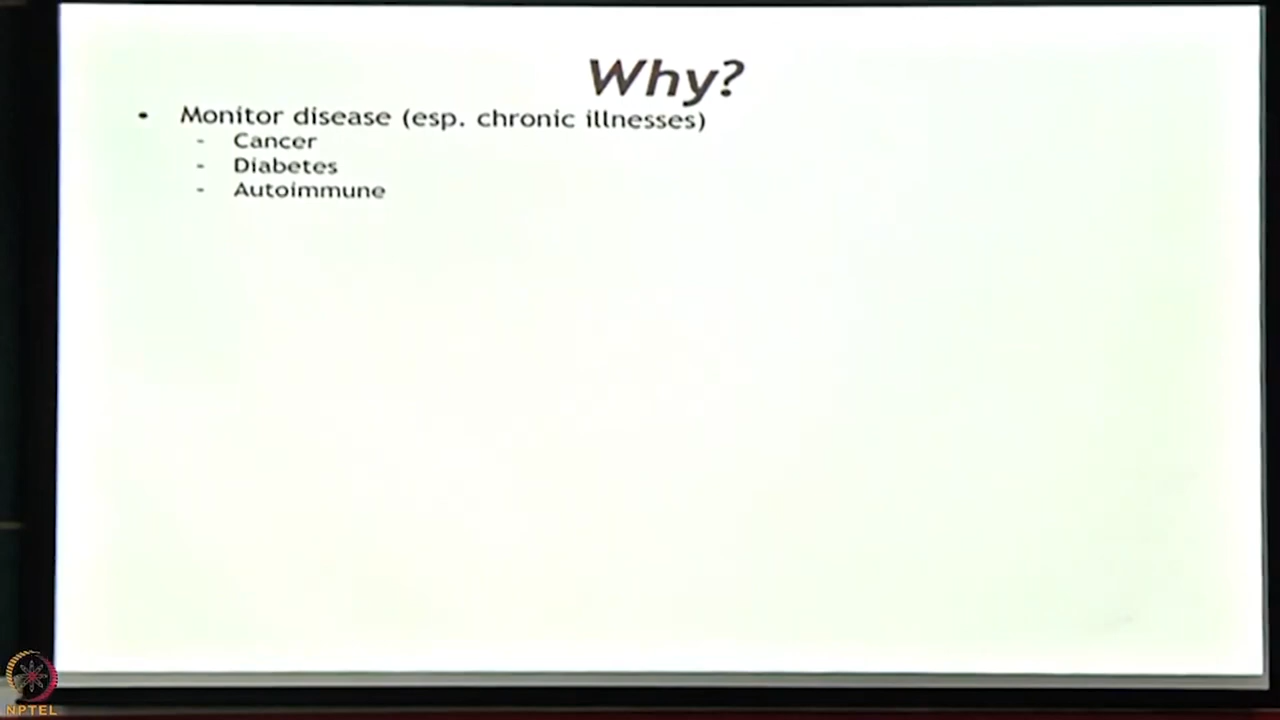 Why?
• Monitor disease (esp. chronic illnesses)
- Cancer
- Diabetes
- Autoimmune
NPTEL